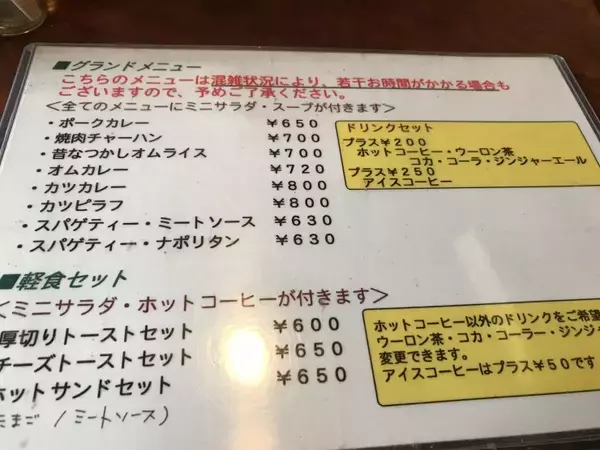 ■グランドメニュー
こちらのメニューは混雑状況により、若干お時間がかかる場合も
ございますので、予めご了承ください。
＜全てのメニューにミニサラダ・スープが付きます＞
・ポークカレー ￥650
・焼肉チャーハン ￥700
・昔なつかしオムライス ￥700
・オムカレー ￥720
・カツカレー ￥800
・カツピラフ ￥800
・スパゲティー・ミートソース ￥630
・スパゲティー・ナポリタン ￥630
ドリンクセット
プラス￥200
ホットコーヒー・ウーロン茶
コカ・コーラ・ジンジャーエール
プラス￥250
アイスコーヒー
■軽食セット
＜ミニサラダ・ホットコーヒーが付きます＞
厚切りトーストセット ￥600
チーズトーストセット ￥650
ホットサンドセット ￥650
たまご / ミートソース)
ホットコーヒー以外のドリンクをご希望
ウーロン茶・コカ・コーラー・ジンジャ
変更できます。
アイスコーヒーはプラス￥50です